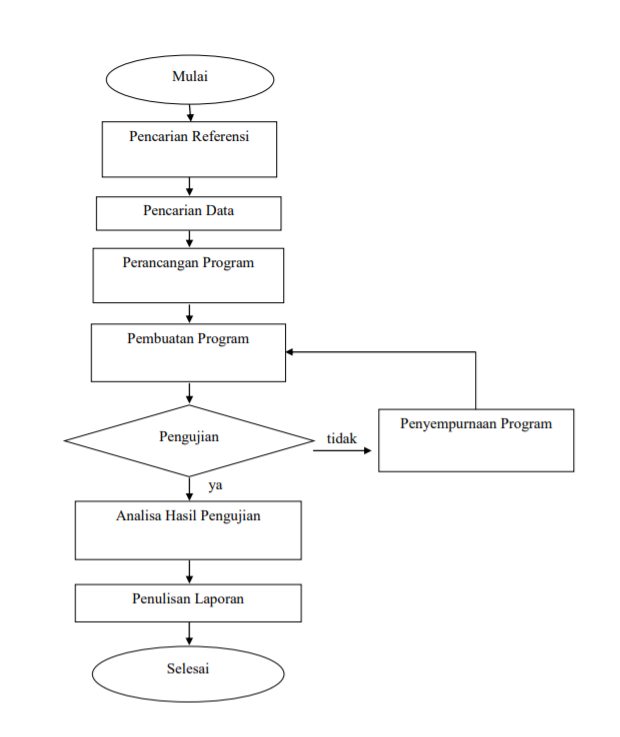 Mulai
Pencarian Referensi
Pencarian Data
Perancangan Program
Pembuatan Program
Pengujian
tidak
Penyempurnaan Program
ya
Analisa Hasil Pengujian
Penulisan Laporan
Selesai